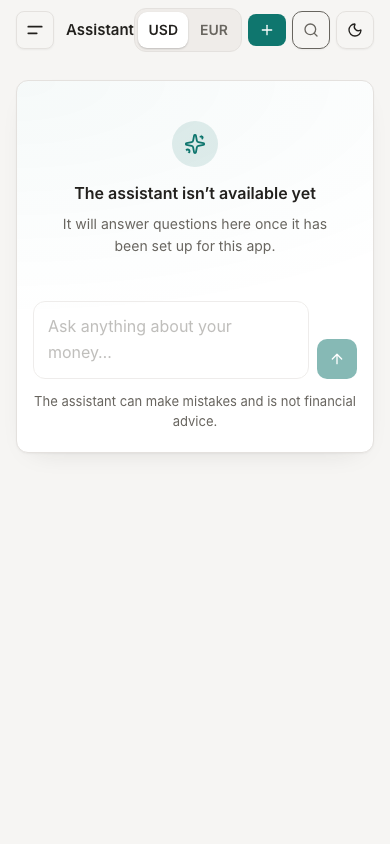 Assistant USD EUR
The assistant isn’t available yet
It will answer questions here once it has
been set up for this app.
Ask anything about your
money...
The assistant can make mistakes and is not financial
advice.